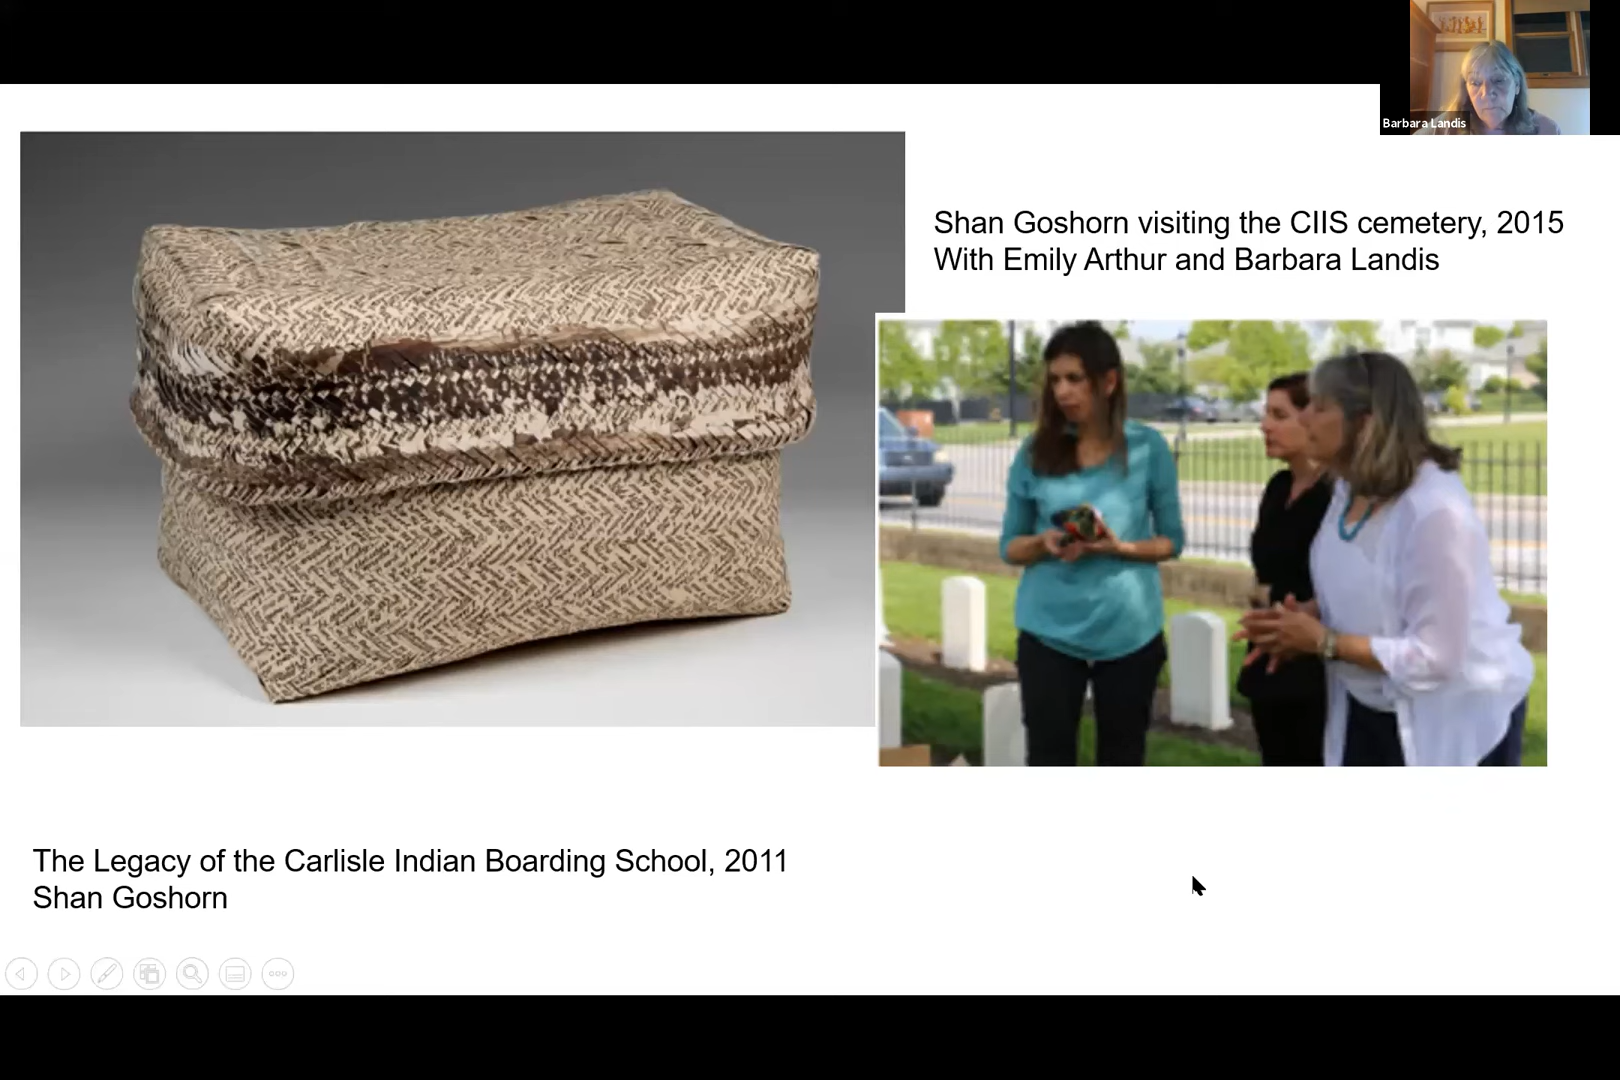 Barbara Landis
Shan Goshorn visiting the CIIS cemetery, 2015
With Emily Arthur and Barbara Landis
The Legacy of the Carlisle Indian Boarding School, 2011
Shan Goshorn